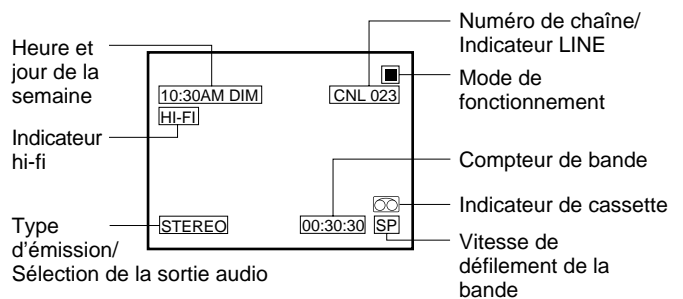 Numéro de chaîne/
Indicateur LINE
Heure et
jour de la
semaine
Mode de
fonctionnement
10:30AM DIM
CNL 023
HI-FI
Indicateur
hi-fi
Compteur de bande
Indicateur de cassette
STEREO
00:30:30
SP
Type
d'émission/
Sélection de la sortie audio
Vitesse de
défilement de la
bande